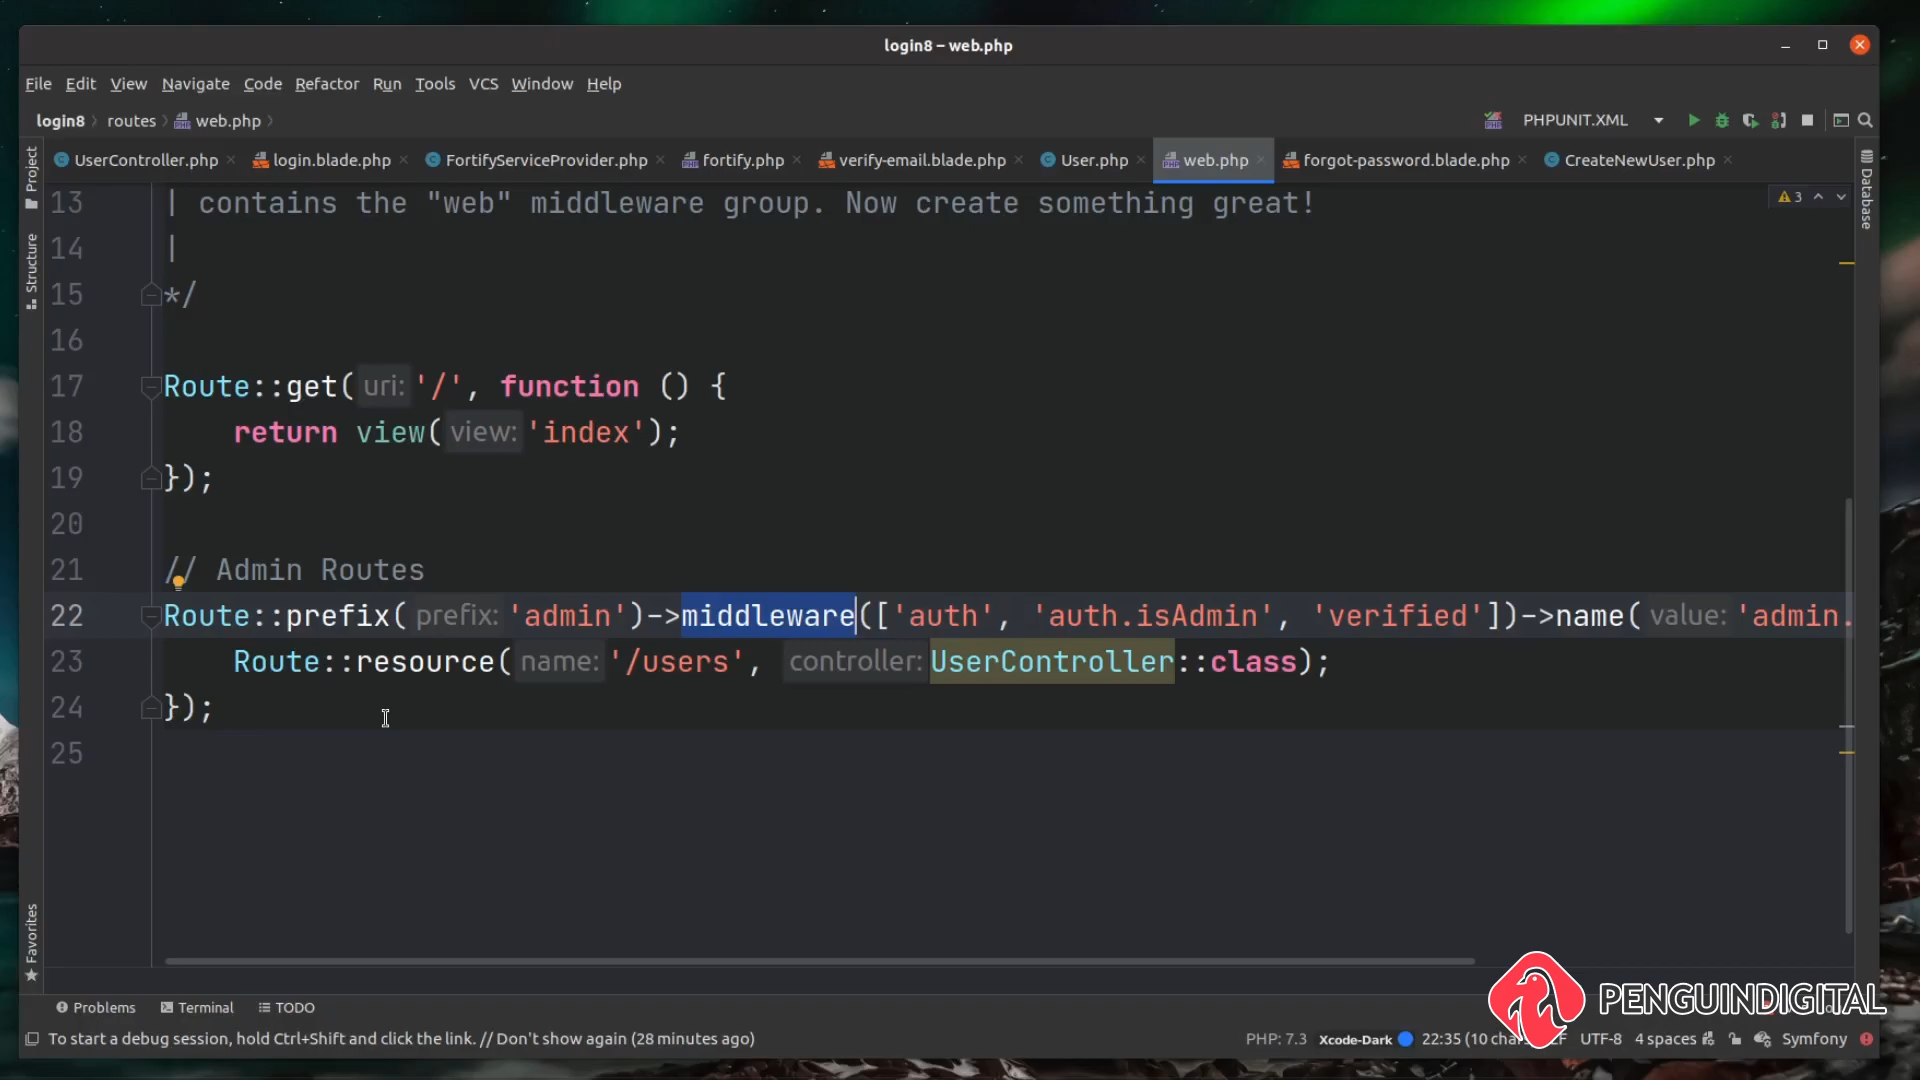 login8 – web.php
File Edit View Navigate Code Refactor Run Tools VCS Window Help
login8 routes web.php PHPUNIT.XML
UserController.php login.blade.php FortifyServiceProvider.php fortify.php verify-email.blade.php User.php web.php forgot-password.blade.php CreateNewUser.php
Project
Structure
Favorites
Database
3
13 | contains the "web" middleware group. Now create something great!
14 |
15 */
16
17 Route::get( uri: '/', function () {
18 return view( view: 'index');
19 });
20
21 // Admin Routes
22 Route::prefix( prefix: 'admin')->middleware(['auth', 'auth.isAdmin', 'verified'])->name( value: 'admin.
23 Route::resource( name: '/users', controller: UserController::class);
24 });
25
Problems Terminal TODO
PENGUINDIGITAL
To start a debug session, hold Ctrl+Shift and click the link. // Don't show again (28 minutes ago) PHP: 7.3 Xcode-Dark 22:35 (10 UTF-8 4 spaces Symfony